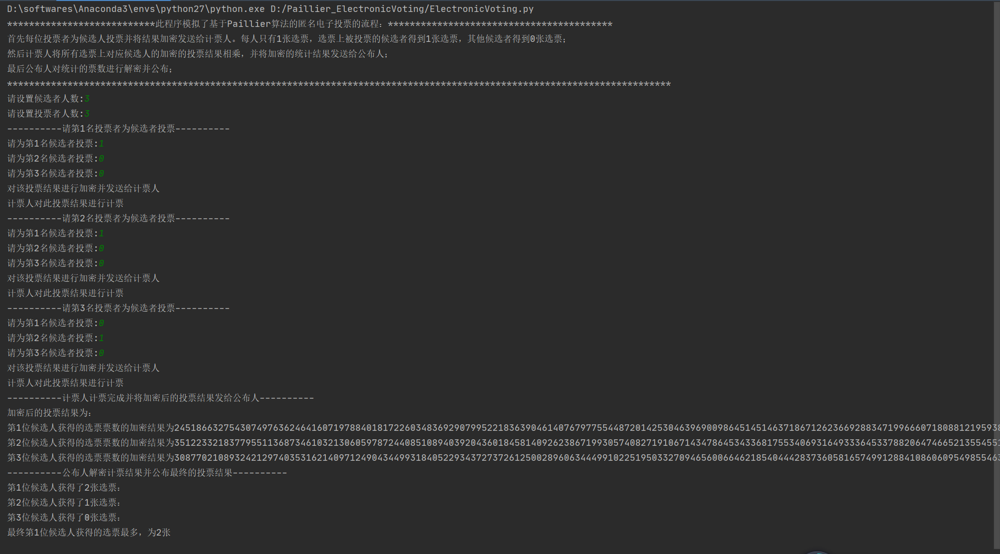 D:\softwares\Anaconda3\envs\python27\python.exe D:/Paillier_ElectronicVoting/ElectronicVoting.py
***************************此程序模拟了基于Paillier算法的匿名电子投票的流程：*****************************************
首先每位投票者为候选人投票并将结果加密发送给计票人。每人只有1张选票，选票上被投票的候选者得到1张选票，其他候选者得到0张选票；
然后计票人将所有选票上对应候选人的加密的投票结果相乘，并将加密的统计结果发送给公布人；
最后公布人对统计的票数进行解密并公布；
*************************************************************************************************************************
请设置候选者人数:3
请设置投票者人数:3
----------请第1名投票者为候选者投票----------
请为第1名候选者投票:1
请为第2名候选者投票:0
请为第3名候选者投票:0
对该投票结果进行加密并发送给计票人
计票人对此投票结果进行计票
----------请第2名投票者为候选者投票----------
请为第1名候选者投票:1
请为第2名候选者投票:0
请为第3名候选者投票:0
对该投票结果进行加密并发送给计票人
计票人对此投票结果进行计票
----------请第3名投票者为候选者投票----------
请为第1名候选者投票:0
请为第2名候选者投票:1
请为第3名候选者投票:0
对该投票结果进行加密并发送给计票人
计票人对此投票结果进行计票
----------计票人计票完成并将加密后的投票结果发给公布人----------
加密后的投票结果为：
第1位候选人获得的选票票数的加密结果为245186632754307497636246416071978840181722603483692907995221836390461407679775544872014253046396900986451451463718671262366928834719966607180881219593
第2位候选人获得的选票票数的加密结果为351223321837795511368734610321306059787244085108940392043601845814092623867199305740827191067143478645343368175534069316493336453378820647466521355455
第3位候选人获得的选票票数的加密结果为308770210893242129740353162140971249043449931840522934372737261250028960634449910225195033270946560066462185404442837360581657499128841086060954985546
----------公布人解密计票结果并公布最终的投票结果----------
第1位候选人获得了2张选票：
第2位候选人获得了1张选票：
第3位候选人获得了0张选票：
最终第1位候选人获得的选票最多，为2张